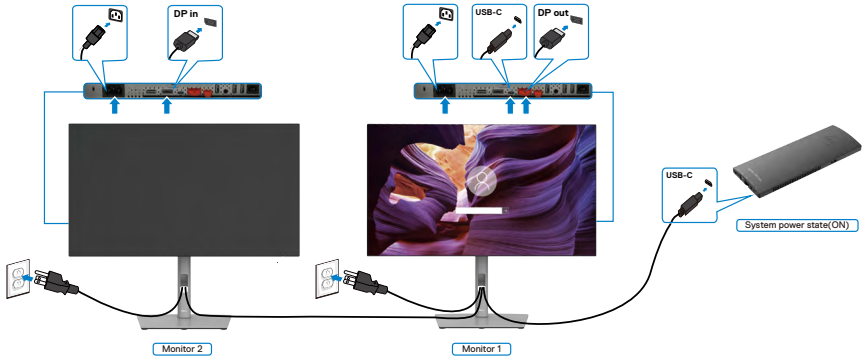 DP in
USB-C
DP out
USB-C
System power state(ON)
Monitor 2
Monitor 1